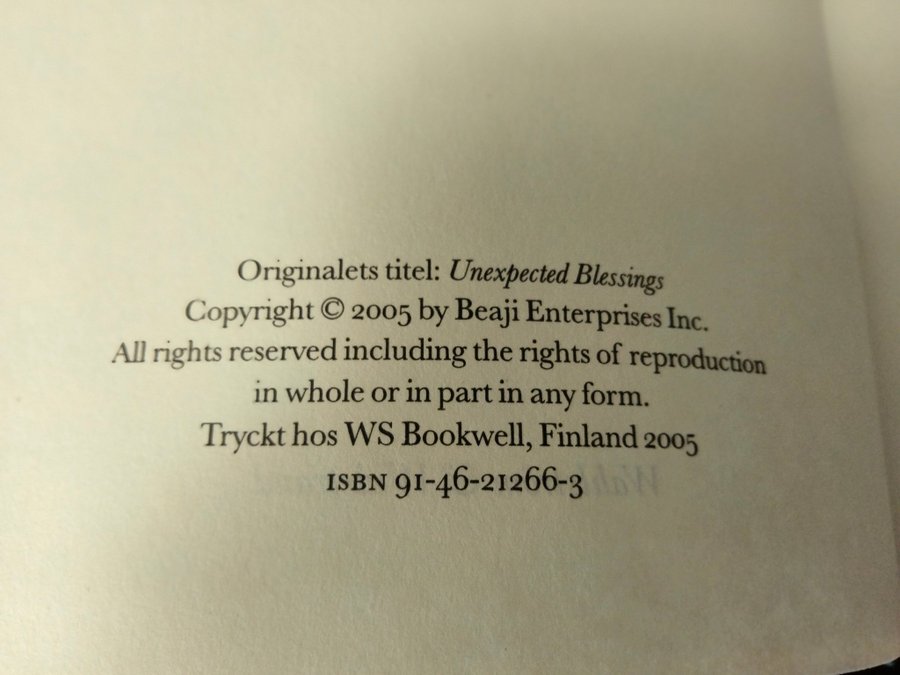 Originalets titel: Unexpected Blessings
Copyright © 2005 by Beaji Enterprises Inc.
All rights reserved including the rights of reproduction
in whole or in part in any form.
Tryckt hos WS Bookwell, Finland 2005
ISBN 91-46-21266-3